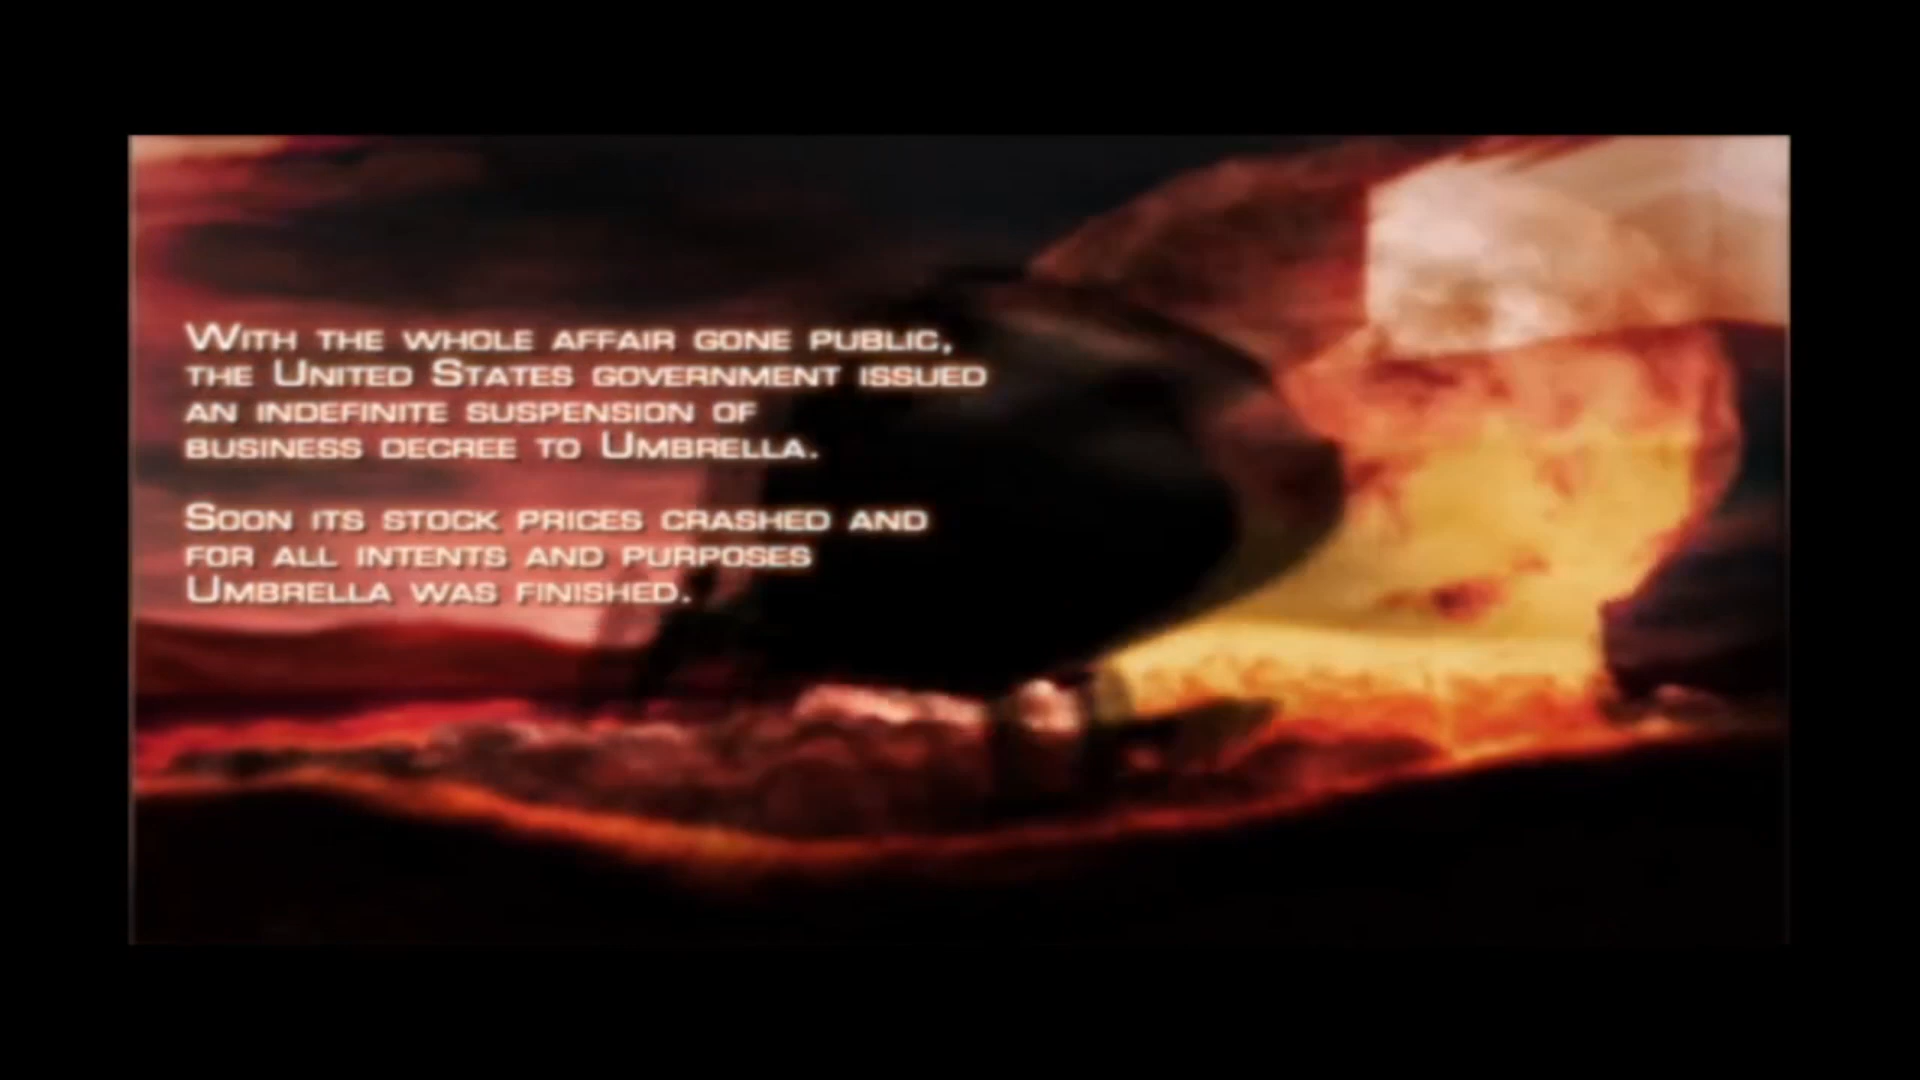 With the whole affair gone public,
the United States government issued
an indefinite suspension of
business decree to Umbrella.
Soon its stock prices crashed and
for all intents and purposes
Umbrella was finished.